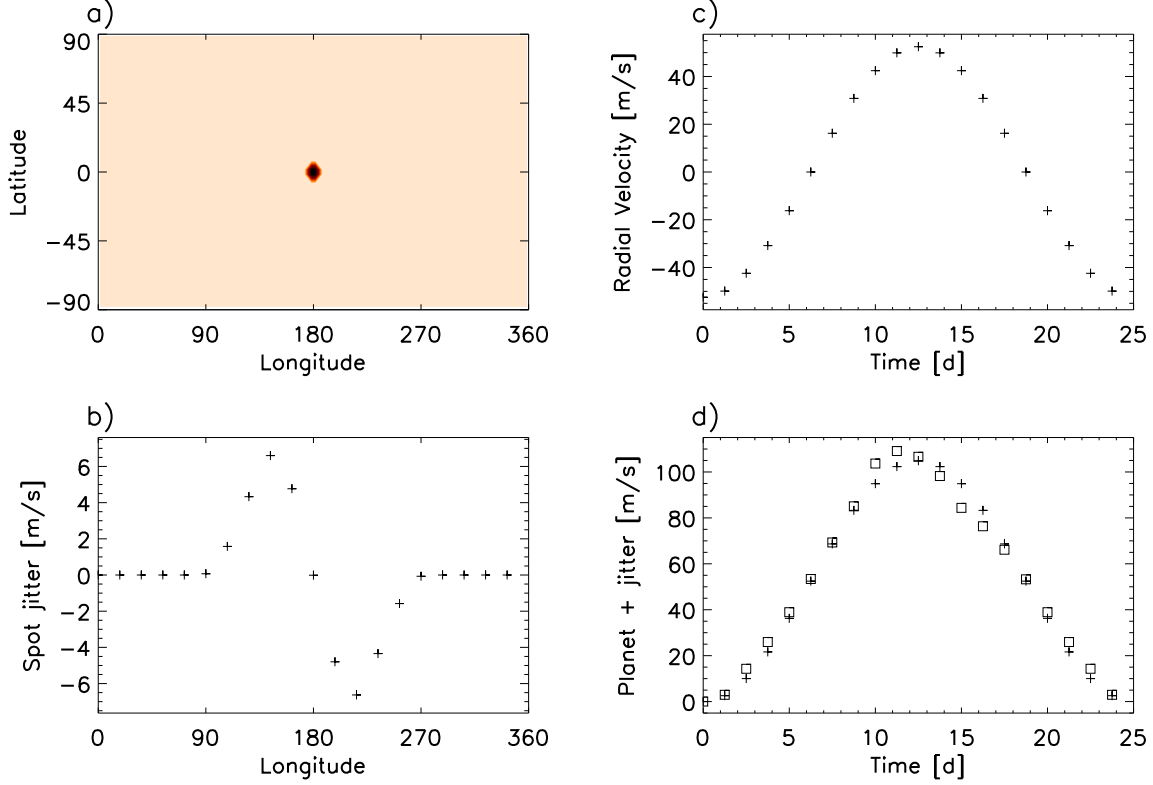 a)
90
45
0
−45
−90
Latitude
0 90 180 270 360
Longitude
c)
40
20
0
−20
−40
Radial Velocity [m/s]
0 5 10 15 20 25
Time [d]
b)
6
4
2
0
−2
−4
−6
Spot jitter [m/s]
0 90 180 270 360
Longitude
d)
100
80
60
40
20
0
Planet + jitter [m/s]
0 5 10 15 20 25
Time [d]